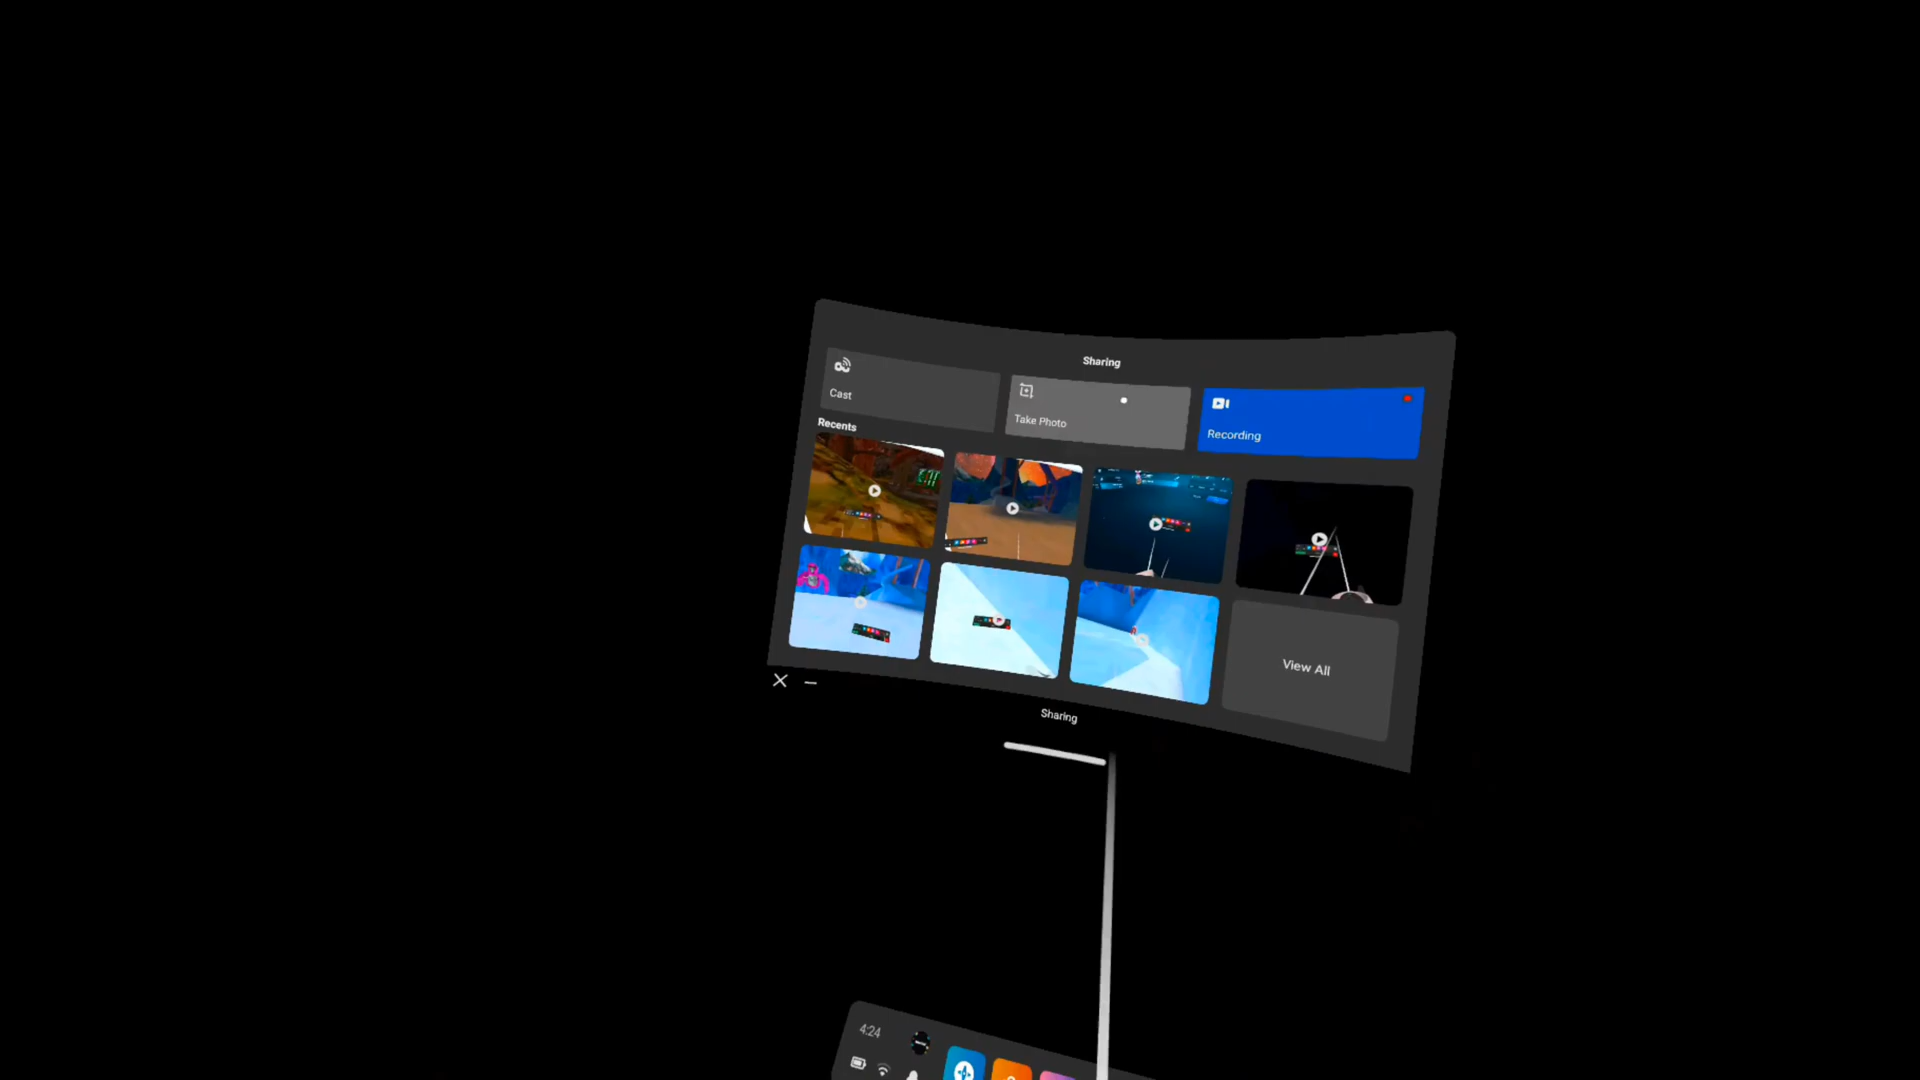 Sharing
Cast
Take Photo
Recording
Recents
View All
Sharing
4:24